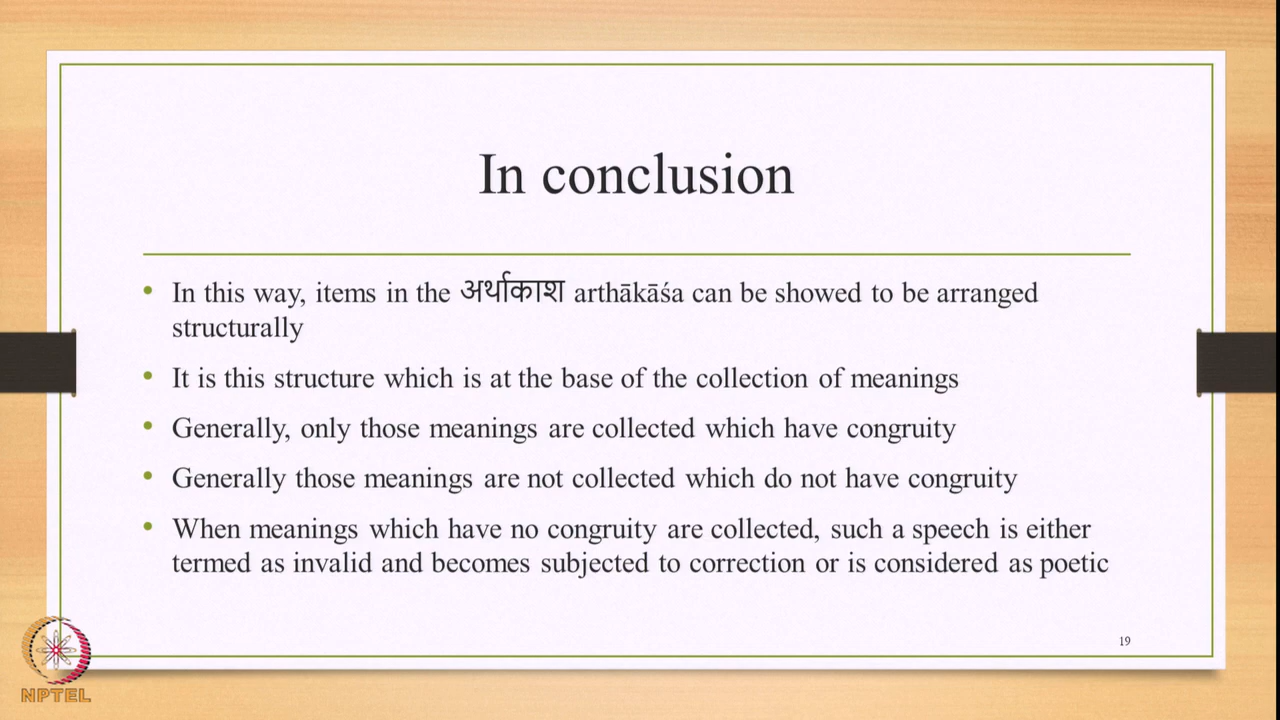 In conclusion
• In this way, items in the अर्थाकाश arthākāśa can be showed to be arranged
structurally
• It is this structure which is at the base of the collection of meanings
• Generally, only those meanings are collected which have congruity
• Generally those meanings are not collected which do not have congruity
• When meanings which have no congruity are collected, such a speech is either
termed as invalid and becomes subjected to correction or is considered as poetic
19
NPTEL